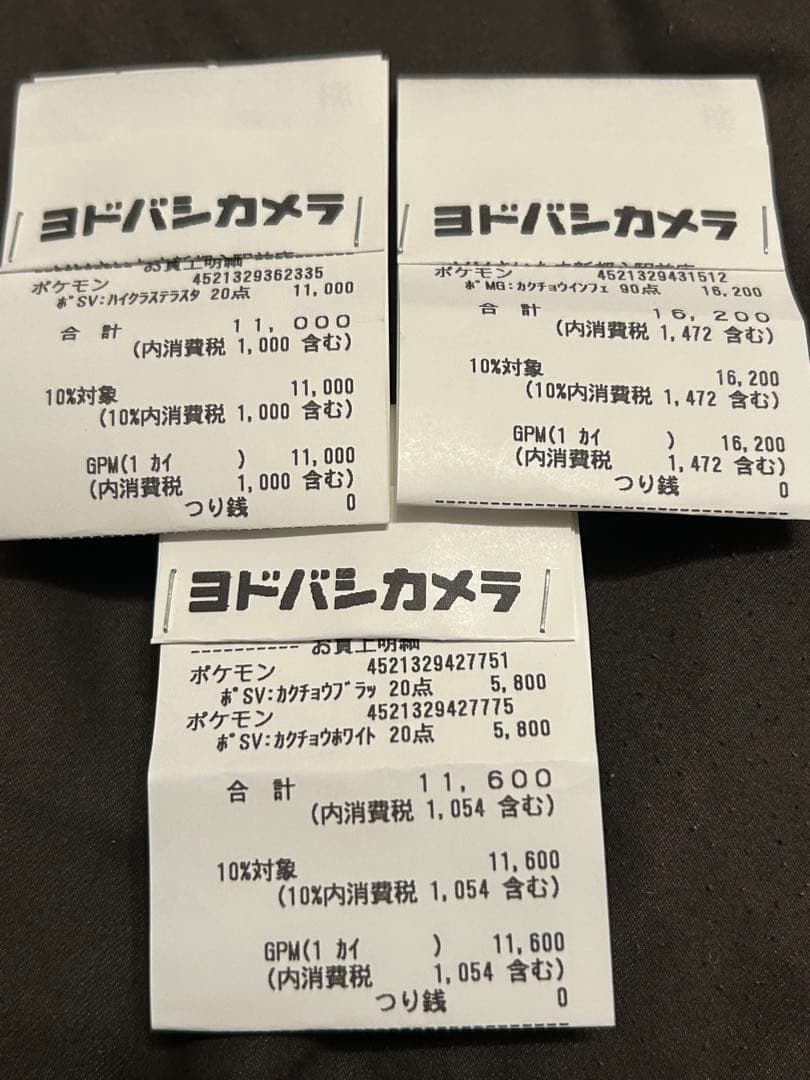 ヨドバシカメラ
お買上明細
ポケモン 4521329362335
ポSV:ハイクラステラスタ 20点 11,000
合 計 11,000
(内消費税 1,000 含む)
10%対象 11,000
(10%内消費税 1,000 含む)
GPM(1 カイ ) 11,000
(内消費税 1,000 含む)
つり銭 0
ヨドバシカメラ
ポケモン 4521329431512
ポMG:カクチョウインフェ 90点 16,200
合 計 16,200
(内消費税 1,472 含む)
10%対象 16,200
(10%内消費税 1,472 含む)
GPM(1 カイ ) 16,200
(内消費税 1,472 含む)
つり銭 0
ヨドバシカメラ
---------- お買上明細
ポケモン 4521329427751
ポSV:カクチョウブラッ 20点 5,800
ポケモン 4521329427775
ポSV:カクチョウホワイト 20点 5,800
合 計 11,600
(内消費税 1,054 含む)
10%対象 11,600
(10%内消費税 1,054 含む)
GPM(1 カイ ) 11,600
(内消費税 1,054 含む)
つり銭 0